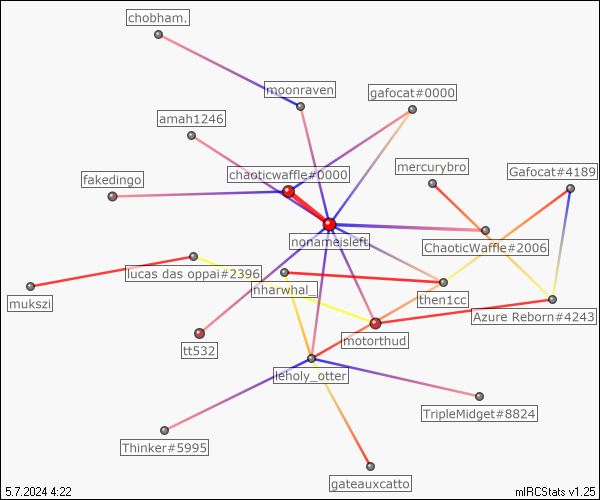 chobham.
moonraven
gafocat#0000
amah1246
chaoticwaffle#0000
mercurybro
Gafocat#4189
fakedingo
nonameisleft
ChaoticWaffle#2006
lucas das oppai#2396
nharwhal_
then1cc
mukszi
Azure Reborn#4243
motorthud
tt532
leholy_otter
TripleMidget#8824
Thinker#5995
gateauxcatto
5.7.2024 4:22
mIRCStats v1.25